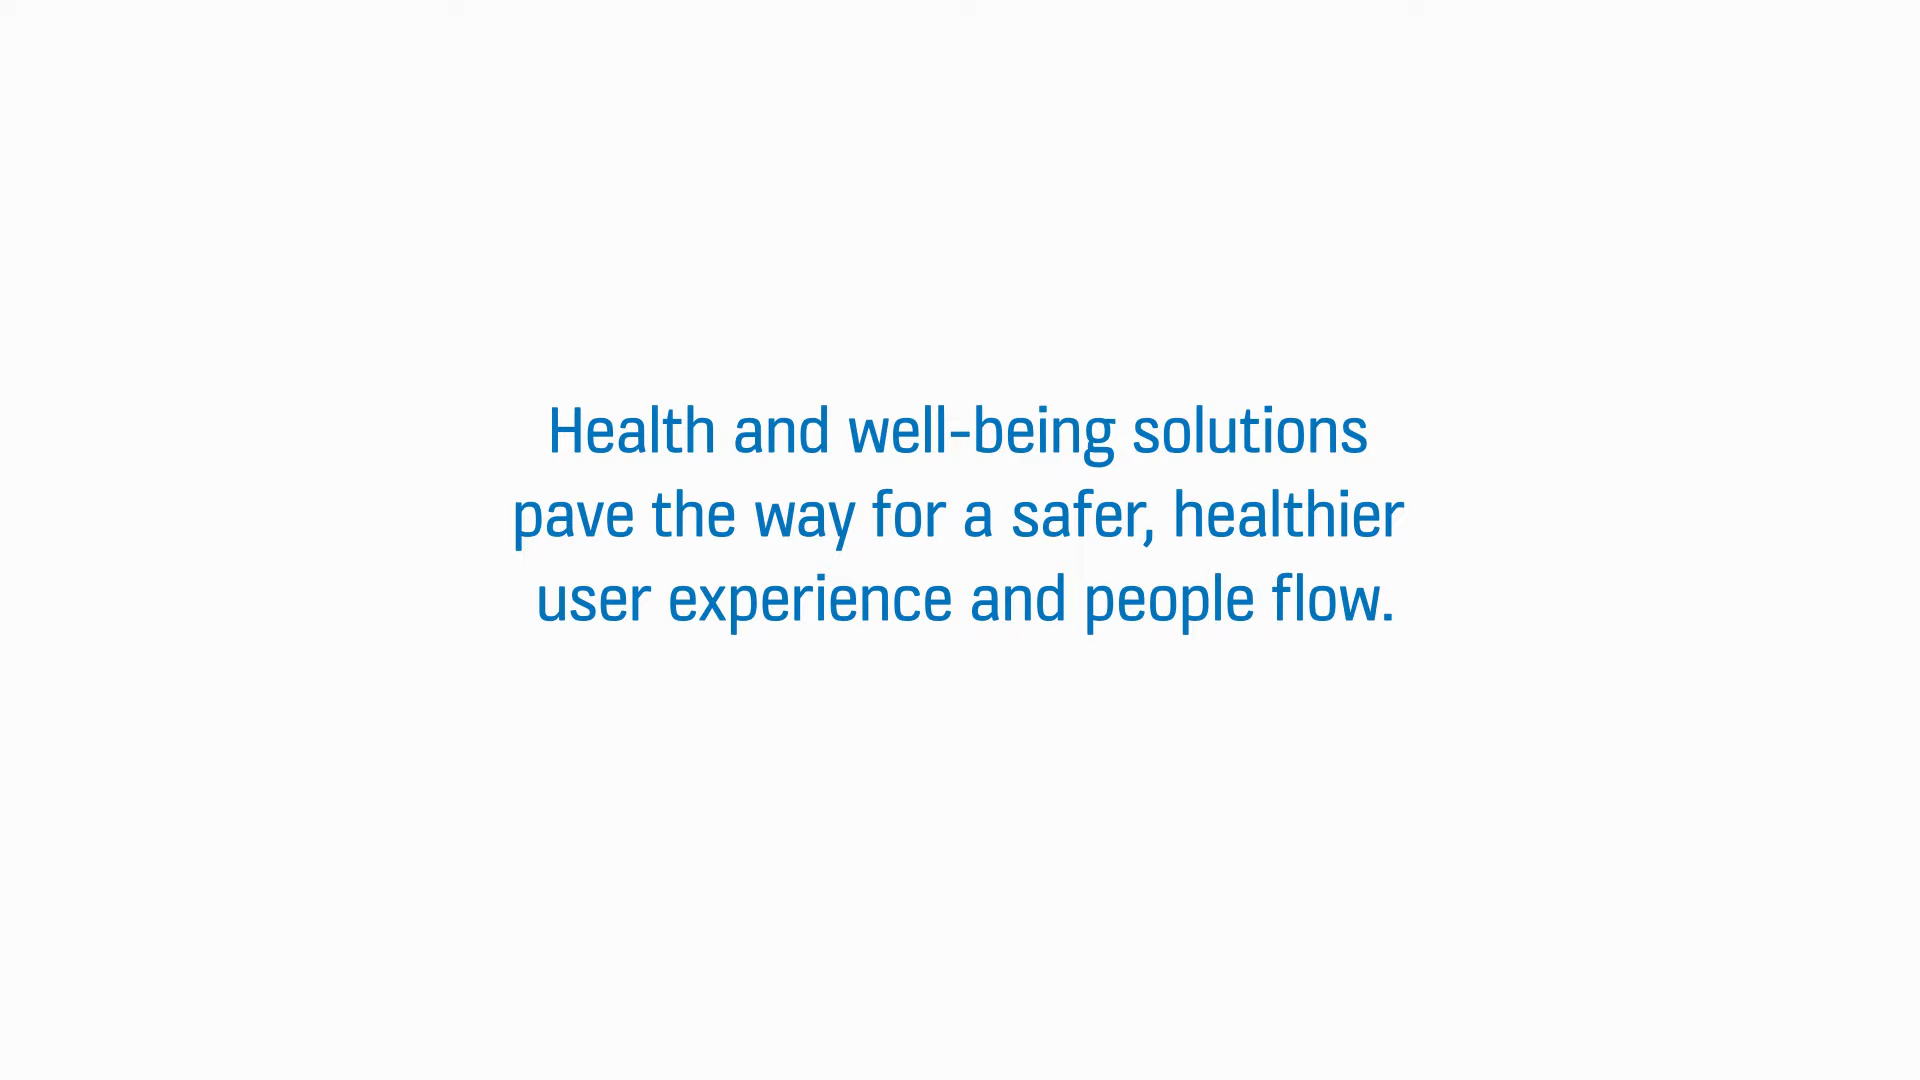 Health and well-being solutions
pave the way for a safer, healthier
user experience and people flow.